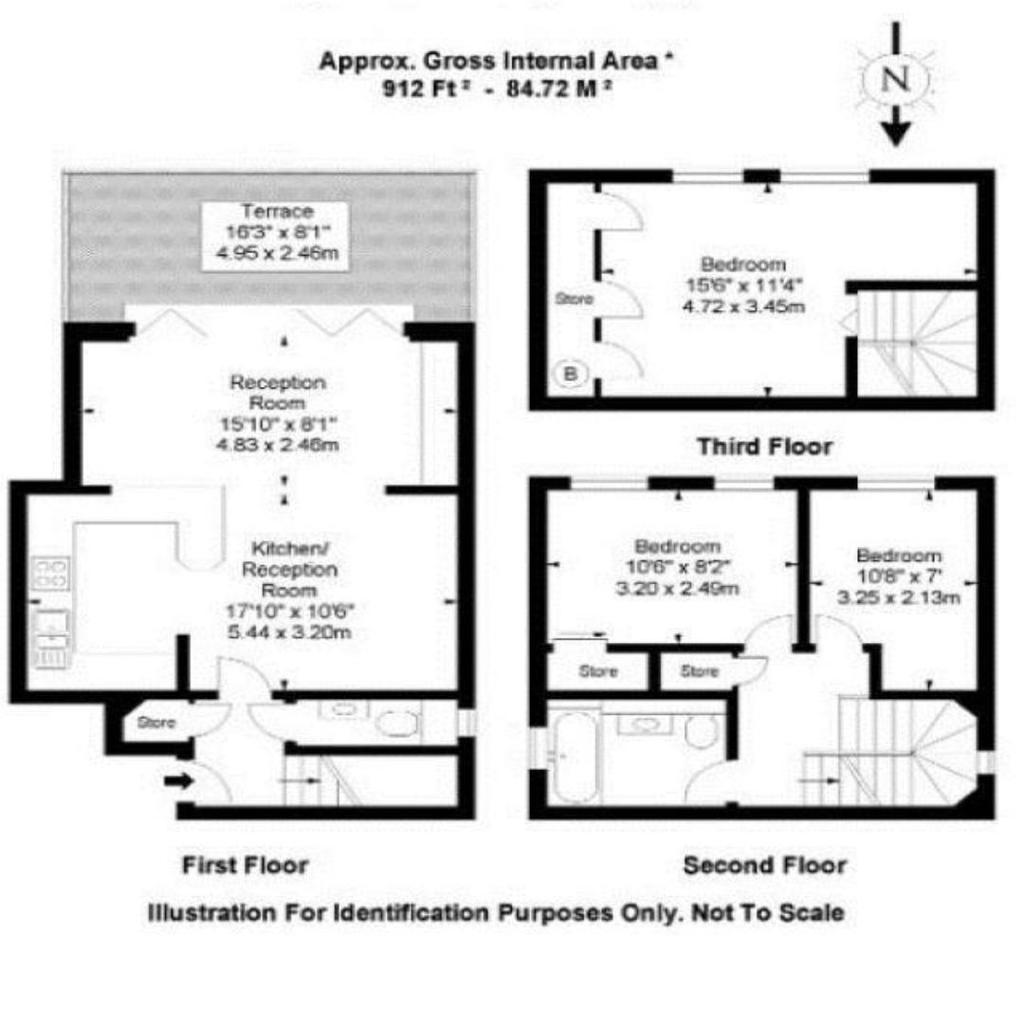 Approx. Gross Internal Area *
912 Ft ² - 84.72 M ²
N
Terrace
16'3" x 8'1"
4.95 x 2.46m
Reception
Room
15'10" x 8'1"
4.83 x 2.46m
Kitchen/
Reception
Room
17'10" x 10'6"
5.44 x 3.20m
Store
First Floor
Store
B
Bedroom
15'6" x 11'4"
4.72 x 3.45m
Third Floor
Bedroom
10'6" x 8'2"
3.20 x 2.49m
Bedroom
10'8" x 7'
3.25 x 2.13m
Store
Store
Second Floor
Illustration For Identification Purposes Only. Not To Scale